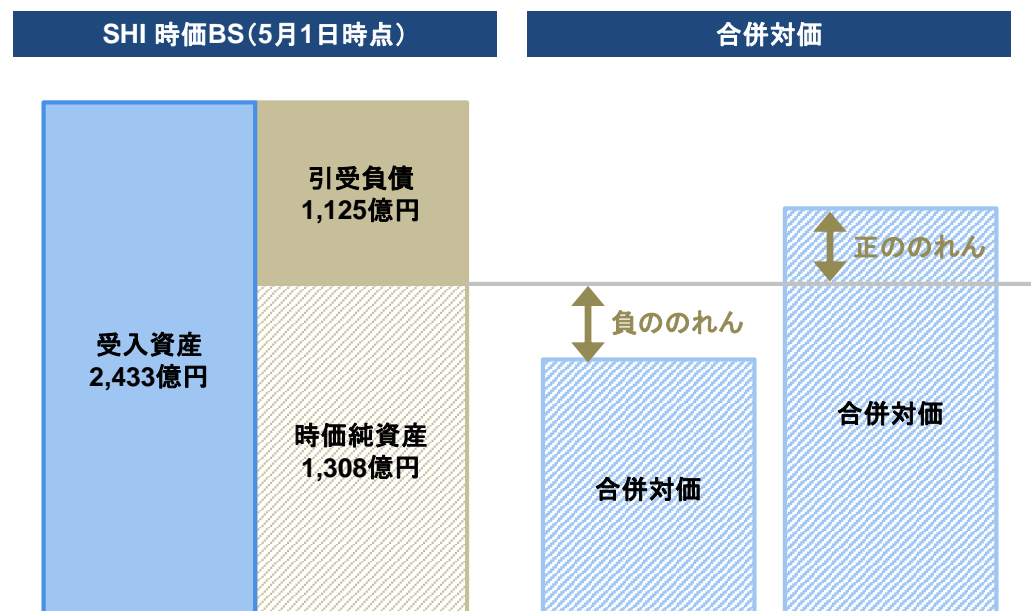 SHI 時価BS（5月1日時点）
合併対価
引受負債
1,125億円
正ののれん
負ののれん
受入資産
2,433億円
合併対価
時価純資産
1,308億円
合併対価